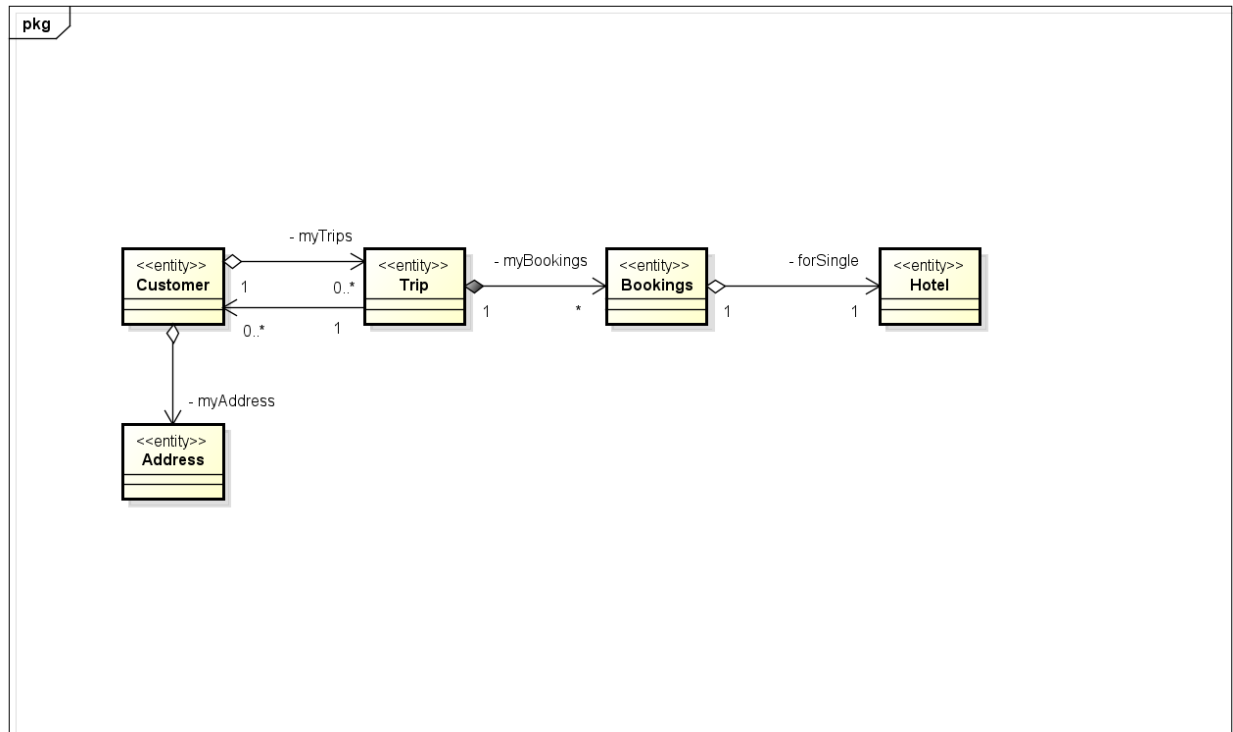 pkg
- myTrips
<<entity>>
Customer
1
0..*
<<entity>>
Trip
0..*
1
- myBookings
1
*
<<entity>>
Bookings
- forSingle
1
1
<<entity>>
Hotel
- myAddress
<<entity>>
Address